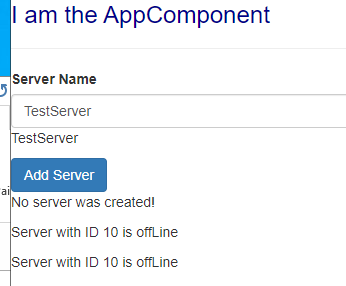 I am the AppComponent
Server Name
TestServer
TestServer
Add Server
No server was created!
Server with ID 10 is offLine
Server with ID 10 is offLine